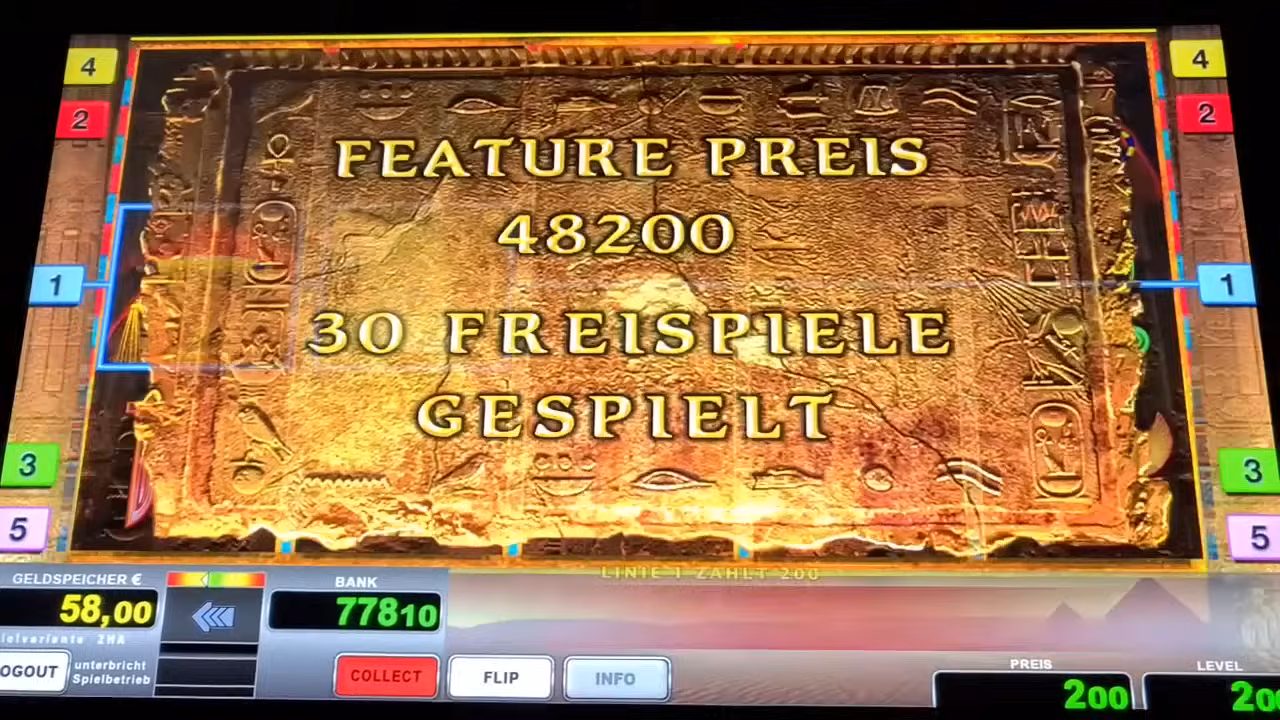 4
4
2
2
FEATURE PREIS
48200
1
1
30 FREISPIELE
GESPIELT
3
3
5
5
LINIE 1 ZAHLT 200
GELDSPEICHER €
BANK
58,00
77810
unterbricht
Spielbetrieb
COLLECT
FLIP
INFO
PREIS
LEVEL
200